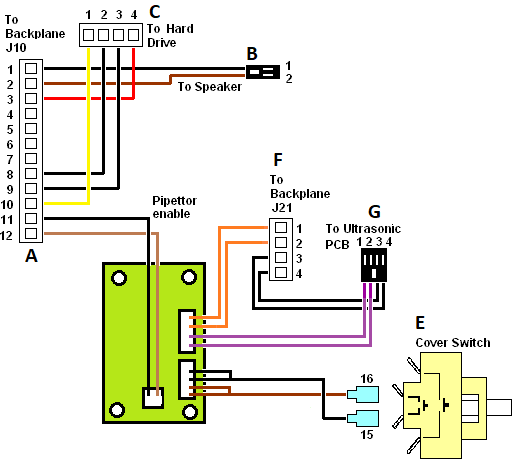 To
Backplane
J10
1 2 3 4
C
To Hard
Drive
B
1
2
To Speaker
1
2
3
4
5
6
7
8
9
10
11
12
A
Pipettor
enable
F
To
Backplane
J21
1
2
3
4
G
To Ultrasonic
PCB
1 2 3 4
E
Cover Switch
16
15